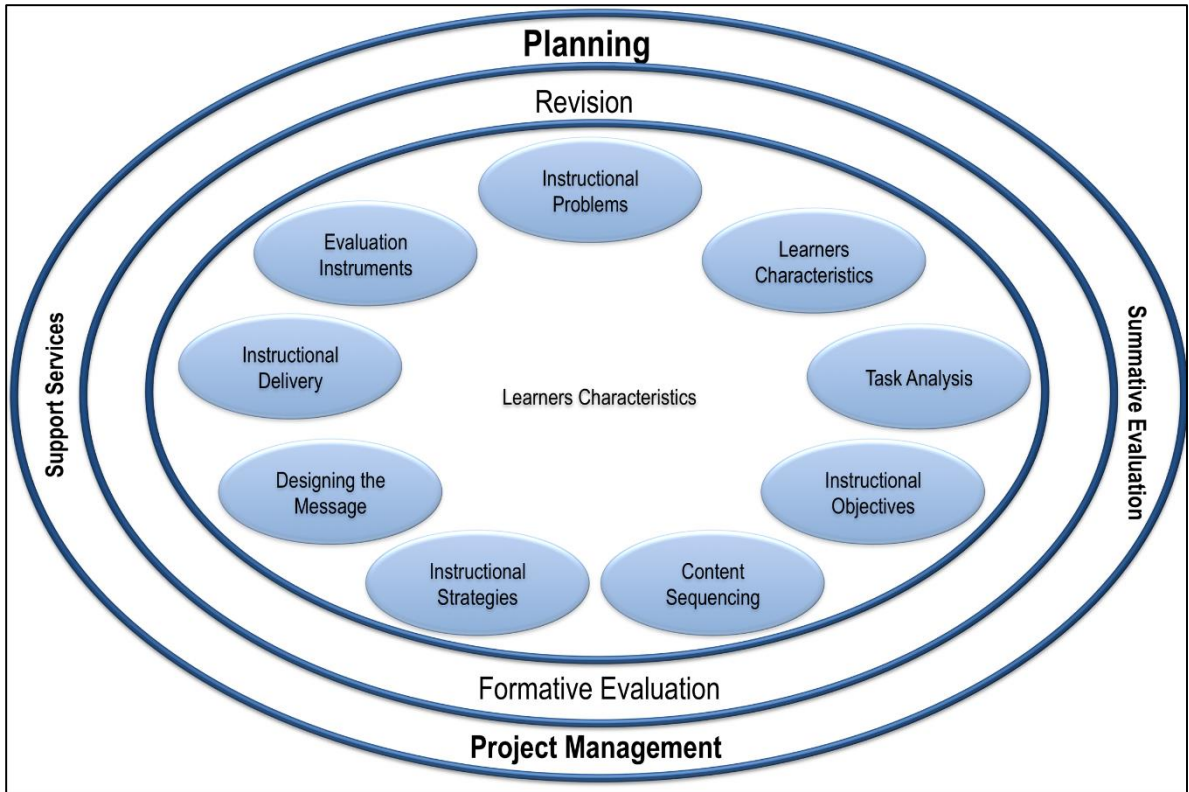 Planning
Revision
Instructional
Problems
Evaluation
Instruments
Learners
Characteristics
Support Services
Instructional
Delivery
Learners Characteristics
Task Analysis
Summative Evaluation
Designing the
Message
Instructional
Objectives
Instructional
Strategies
Content
Sequencing
Formative Evaluation
Project Management